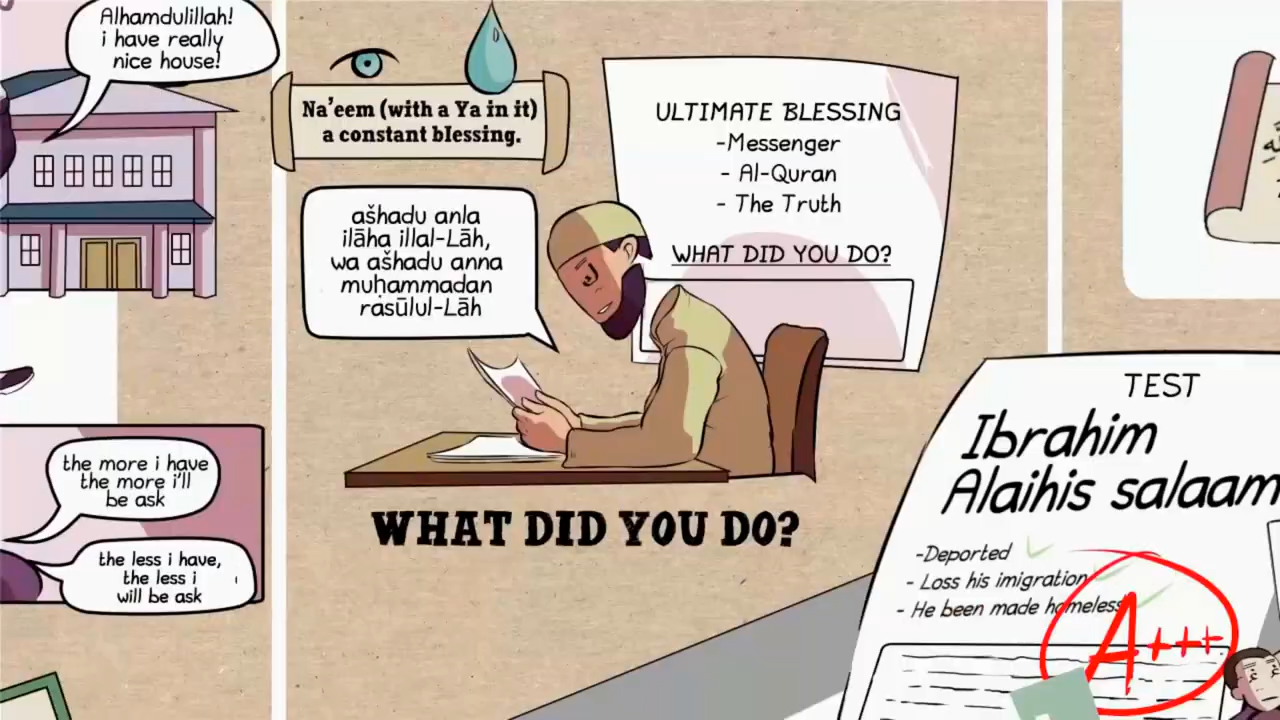 Alhamdulillah!
i have really
nice house!
the more i have
the more i'll
be ask
the less i have,
the less i
will be ask
Na'eem (with a Ya in it)
a constant blessing.
ašhadu anla
ilāha illal-Lāh,
wa ašhadu anna
muḥammadan
rasūlul-Lāh
ULTIMATE BLESSING
-Messenger
- Al-Quran
- The Truth
WHAT DID YOU DO?
WHAT DID YOU DO?
TEST
Ibrahim
Alaihis salaam
-Deported
- Loss his imigration
- He been made homeless
A+++